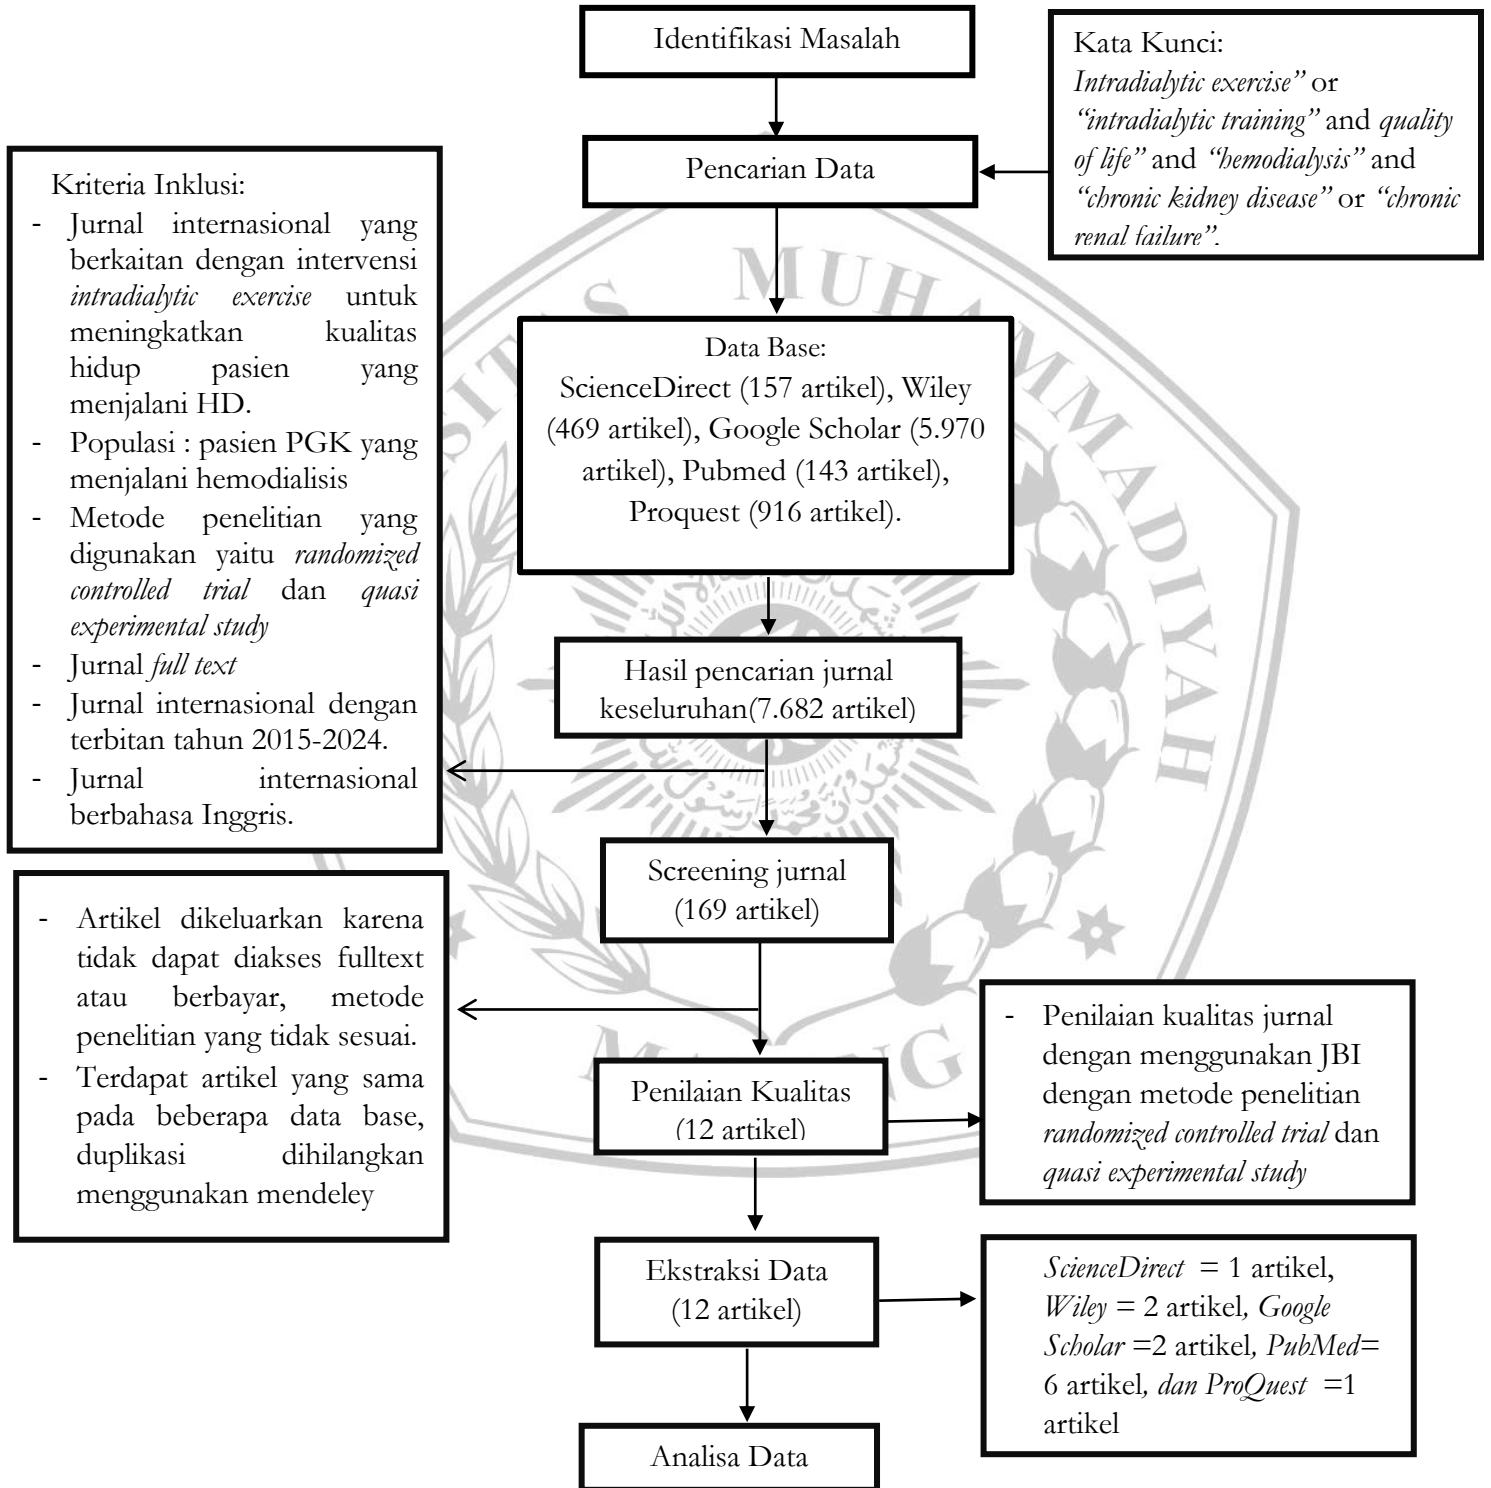 Identifikasi Masalah
Kata Kunci:
Intradialytic exercise” or
“intradialytic training” and quality
of life” and “hemodialysis” and
“chronic kidney disease” or “chronic
renal failure”.
Pencarian Data
Kriteria Inklusi:
- Jurnal internasional yang
berkaitan dengan intervensi
intradialytic exercise untuk
meningkatkan kualitas
hidup pasien yang
menjalani HD.
- Populasi : pasien PGK yang
menjalani hemodialisis
- Metode penelitian yang
digunakan yaitu randomized
controlled trial dan quasi
experimental study
- Jurnal full text
- Jurnal internasional dengan
terbitan tahun 2015-2024.
- Jurnal internasional
berbahasa Inggris.
Data Base:
ScienceDirect (157 artikel), Wiley
(469 artikel), Google Scholar (5.970
artikel), Pubmed (143 artikel),
Proquest (916 artikel).
Hasil pencarian jurnal
keseluruhan(7.682 artikel)
Screening jurnal
(169 artikel)
- Artikel dikeluarkan karena
tidak dapat diakses fulltext
atau berbayar, metode
penelitian yang tidak sesuai.
- Terdapat artikel yang sama
pada beberapa data base,
duplikasi dihilangkan
menggunakan mendeley
Penilaian Kualitas
(12 artikel)
- Penilaian kualitas jurnal
dengan menggunakan JBI
dengan metode penelitian
randomized controlled trial dan
quasi experimental study
Ekstraksi Data
(12 artikel)
ScienceDirect = 1 artikel,
Wiley = 2 artikel, Google
Scholar =2 artikel, PubMed=
6 artikel, dan ProQuest =1
artikel
Analisa Data
MUHAMMADIYAH